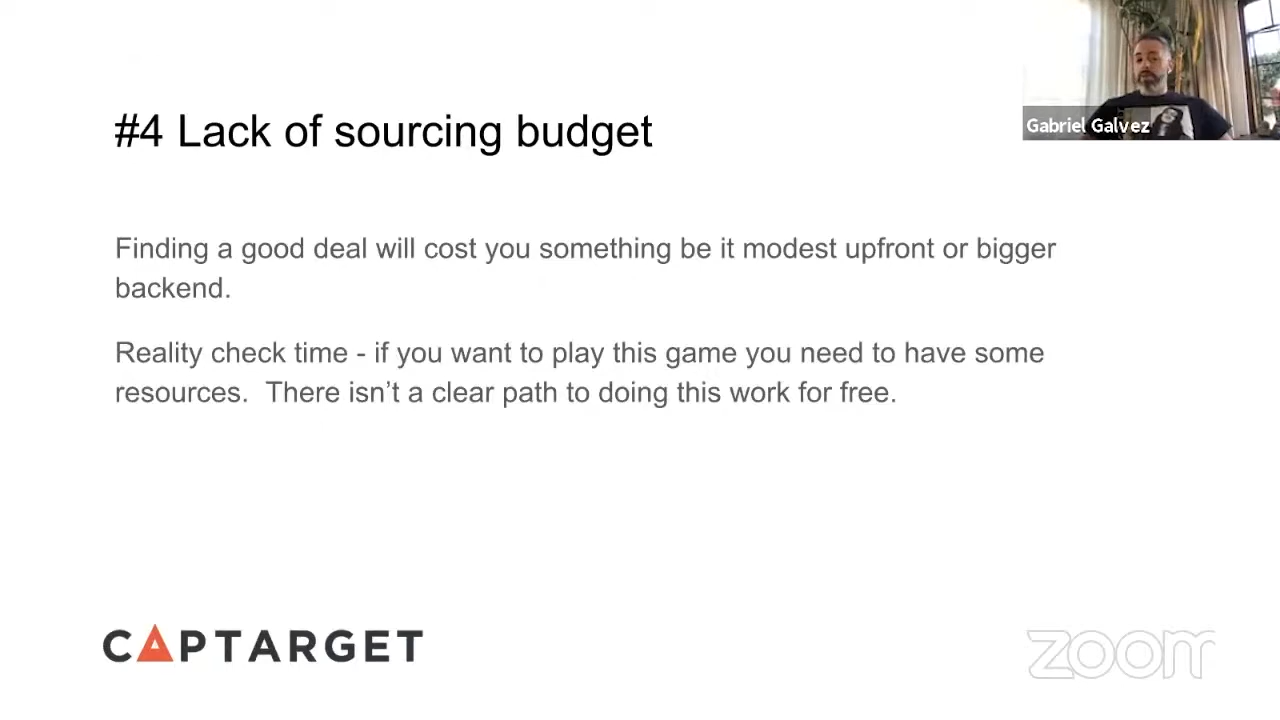 #4 Lack of sourcing budget
Gabriel Galvez
Finding a good deal will cost you something be it modest upfront or bigger
backend.
Reality check time - if you want to play this game you need to have some
resources.  There isn’t a clear path to doing this work for free.
CAPTARGET
zoom